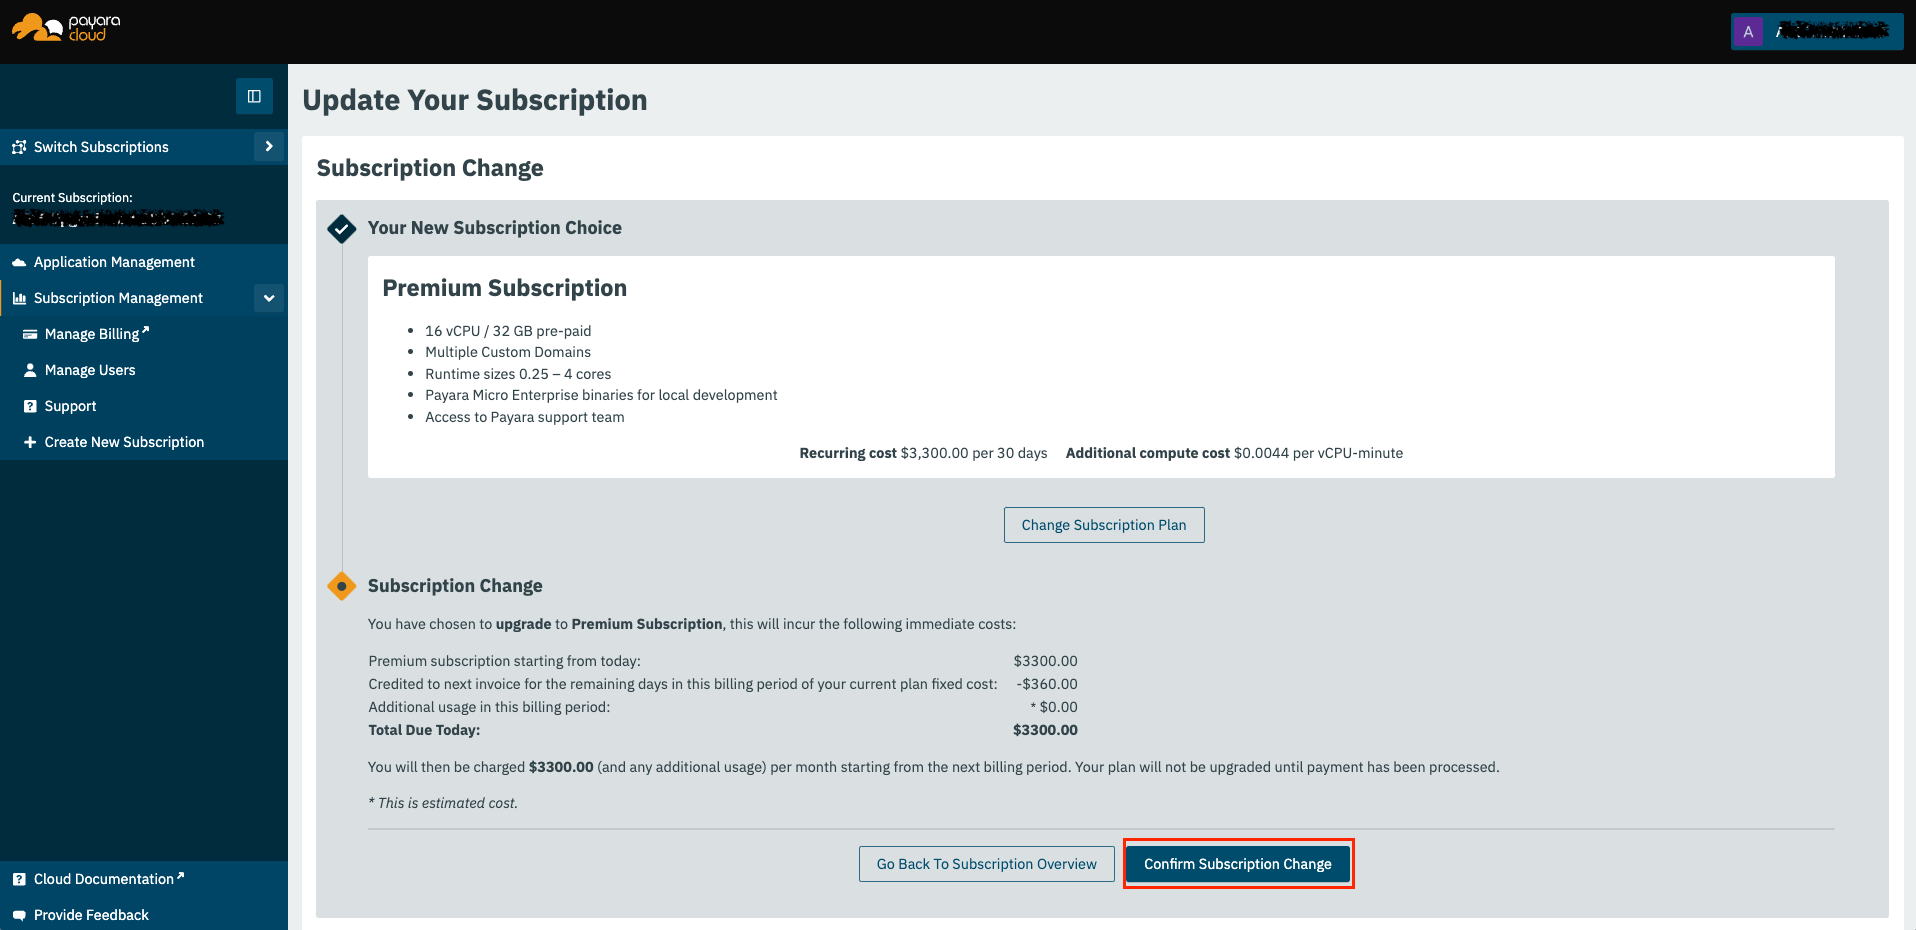 payara
cloud
A
Switch Subscriptions
Current Subscription:
Application Management
Subscription Management
Manage Billing
Manage Users
Support
Create New Subscription
Cloud Documentation
Provide Feedback
Update Your Subscription
Subscription Change
Your New Subscription Choice
Premium Subscription
• 16 vCPU / 32 GB pre-paid
• Multiple Custom Domains
• Runtime sizes 0.25 – 4 cores
• Payara Micro Enterprise binaries for local development
• Access to Payara support team
Recurring cost $3,300.00 per 30 days Additional compute cost $0.0044 per vCPU-minute
Change Subscription Plan
Subscription Change
You have chosen to upgrade to Premium Subscription, this will incur the following immediate costs:
Premium subscription starting from today: $3300.00
Credited to next invoice for the remaining days in this billing period of your current plan fixed cost: -$360.00
Additional usage in this billing period: * $0.00
Total Due Today: $3300.00
You will then be charged $3300.00 (and any additional usage) per month starting from the next billing period. Your plan will not be upgraded until payment has been processed.
* This is estimated cost.
Go Back To Subscription Overview
Confirm Subscription Change